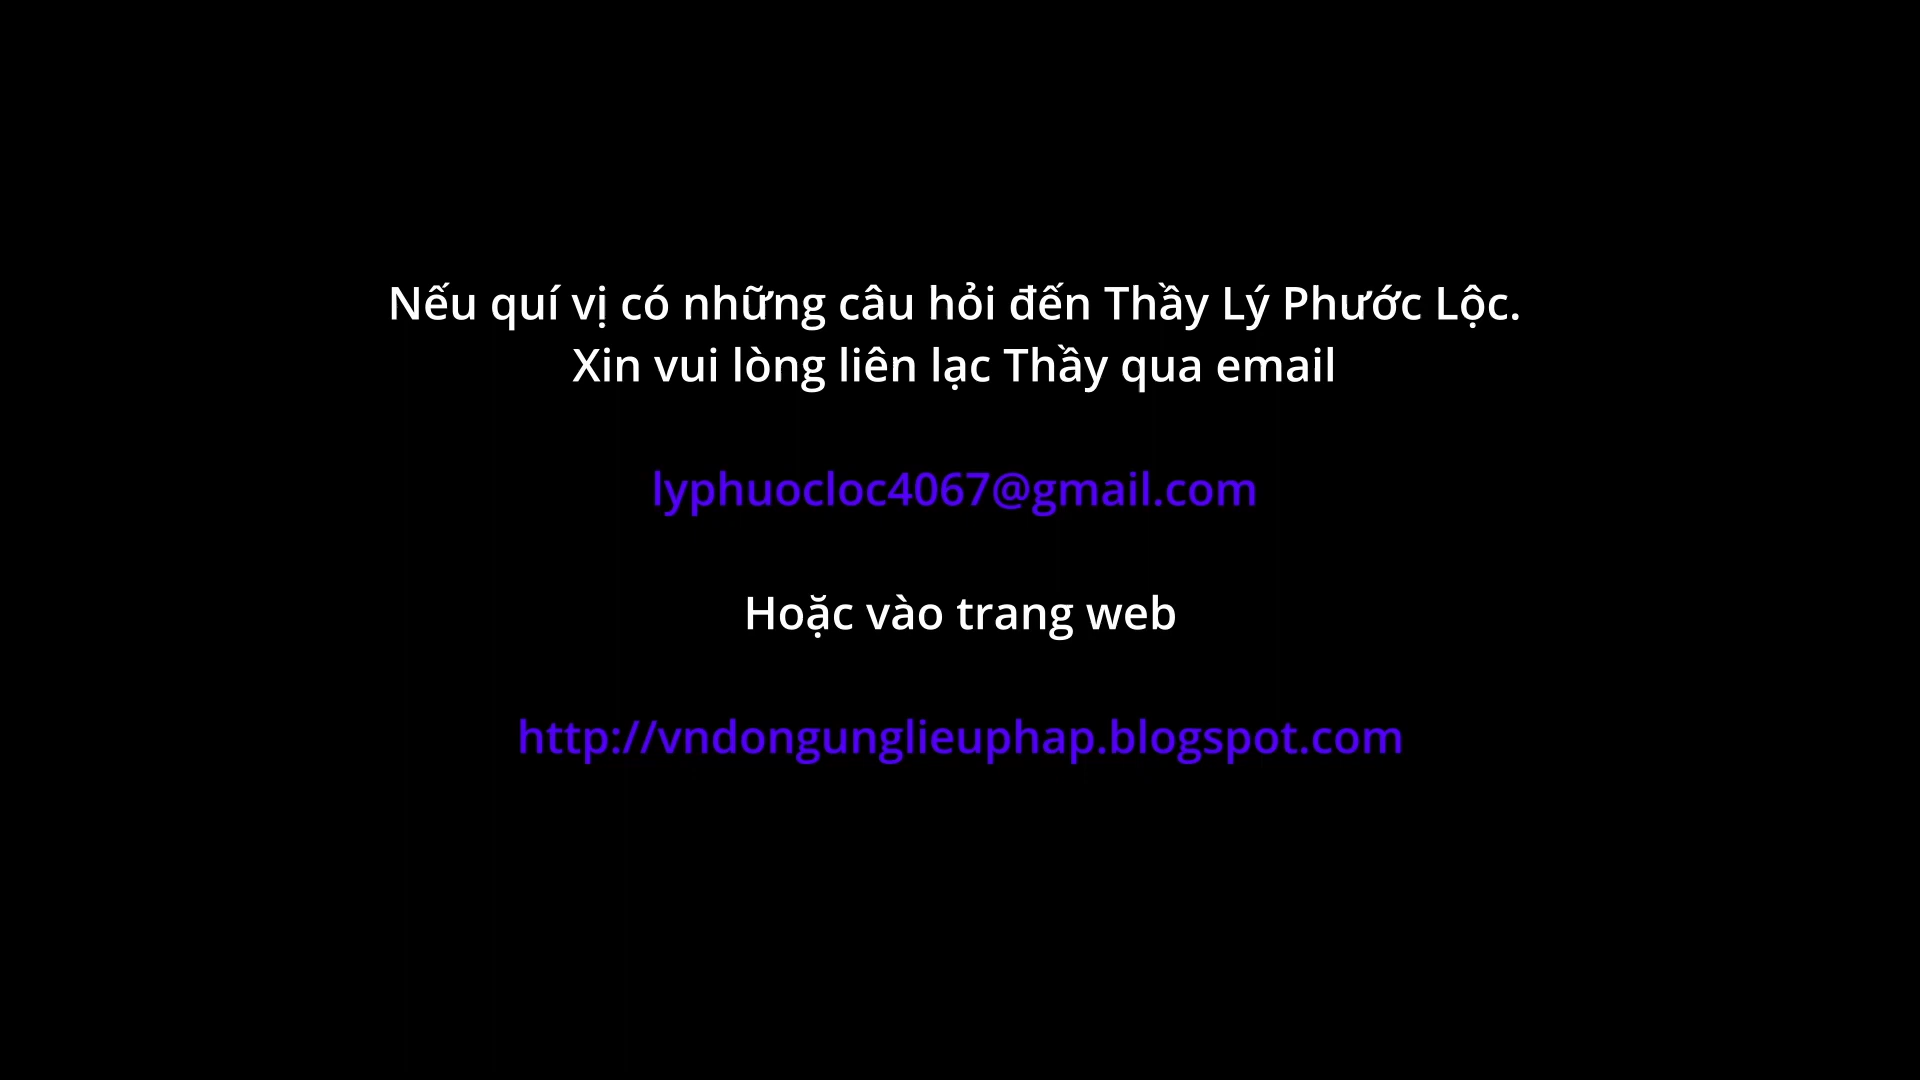 Nếu quí vị có những câu hỏi đến Thầy Lý Phước Lộc.
Xin vui lòng liên lạc Thầy qua email
lyphuocloc4067@gmail.com
Hoặc vào trang web
http://vndongunglieuphap.blogspot.com